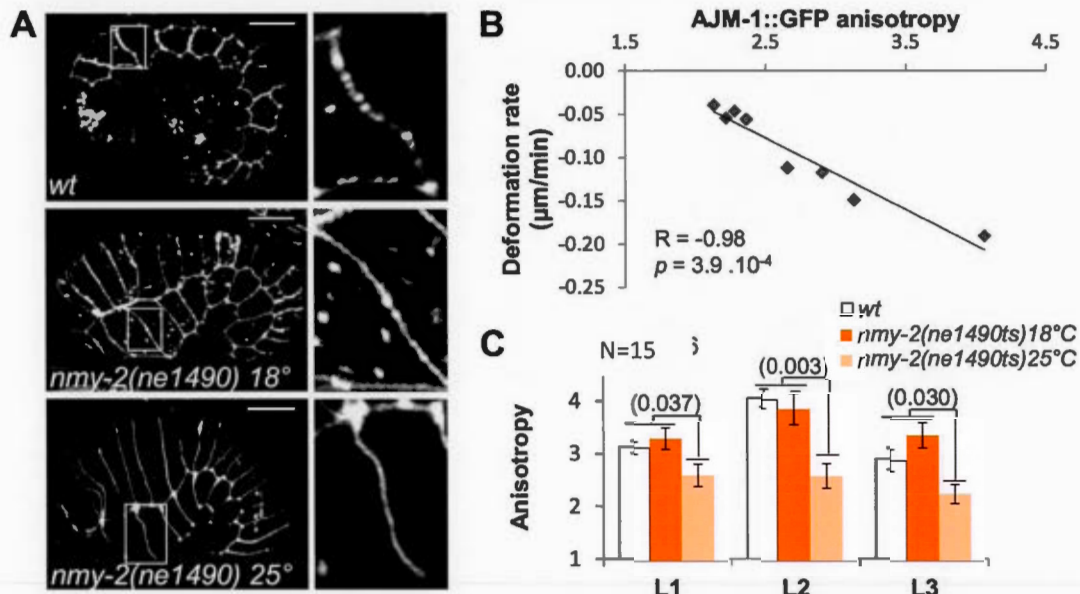 A
wt
nmy-2(ne1490) 18°
nmy-2(ne1490) 25°
B
AJM-1::GFP anisotropy
1.5 2.5 3.5 4.5
Deformation rate
(µm/min)
0.00
-0.05
-0.10
-0.15
-0.20
-0.25
R = -0.98
p = 3.9 .10-4
wt
nmy-2(ne1490ts)18°C
nmy-2(ne1490ts)25°C
C
N=15
(0.037)
(0.003)
(0.030)
Anisotropy
4
3
2
1
L1 L2 L3